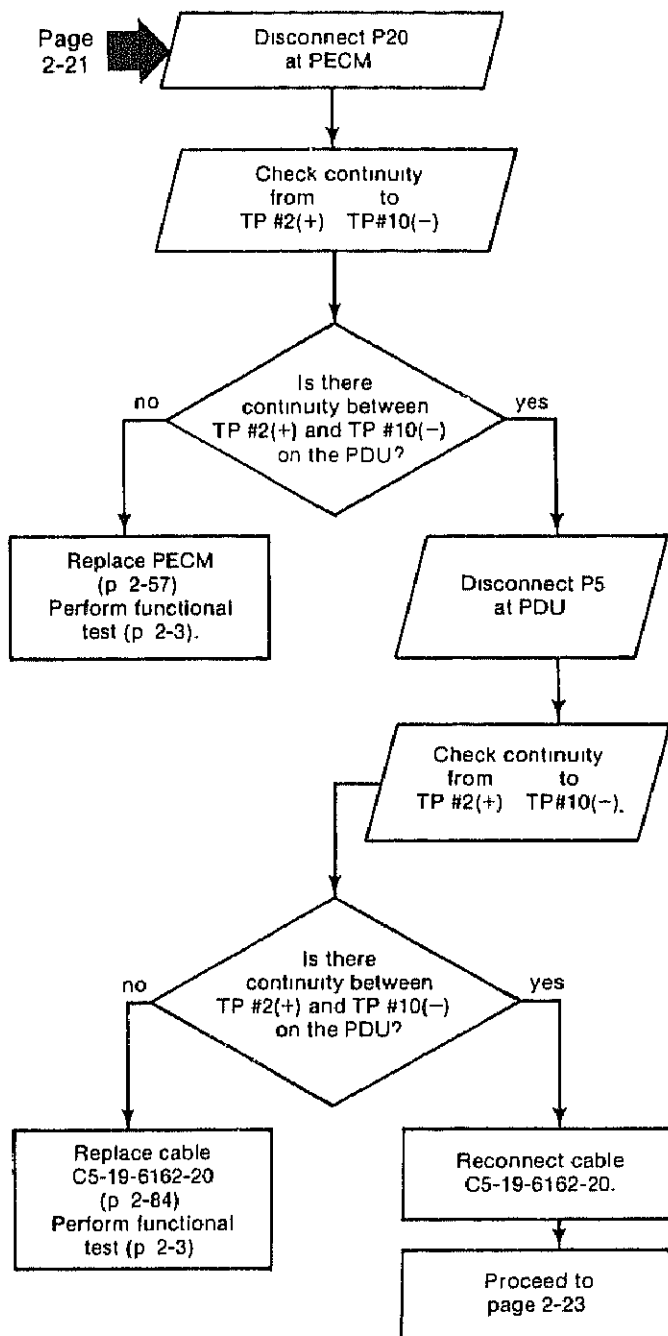 Page
2-21
Disconnect P20
at PECM
Check continuity
from to
TP #2(+) TP#10(−)
Is there
continuity between
TP #2(+) and TP #10(−)
on the PDU?
no
yes
Replace PECM
(p 2-57)
Perform functional
test (p 2-3).
Disconnect P5
at PDU
Check continuity
from to
TP #2(+) TP#10(−).
Is there
continuity between
TP #2(+) and TP #10(−)
on the PDU?
no
yes
Replace cable
C5-19-6162-20
(p 2-84)
Perform functional
test (p 2-3)
Reconnect cable
C5-19-6162-20.
Proceed to
page 2-23